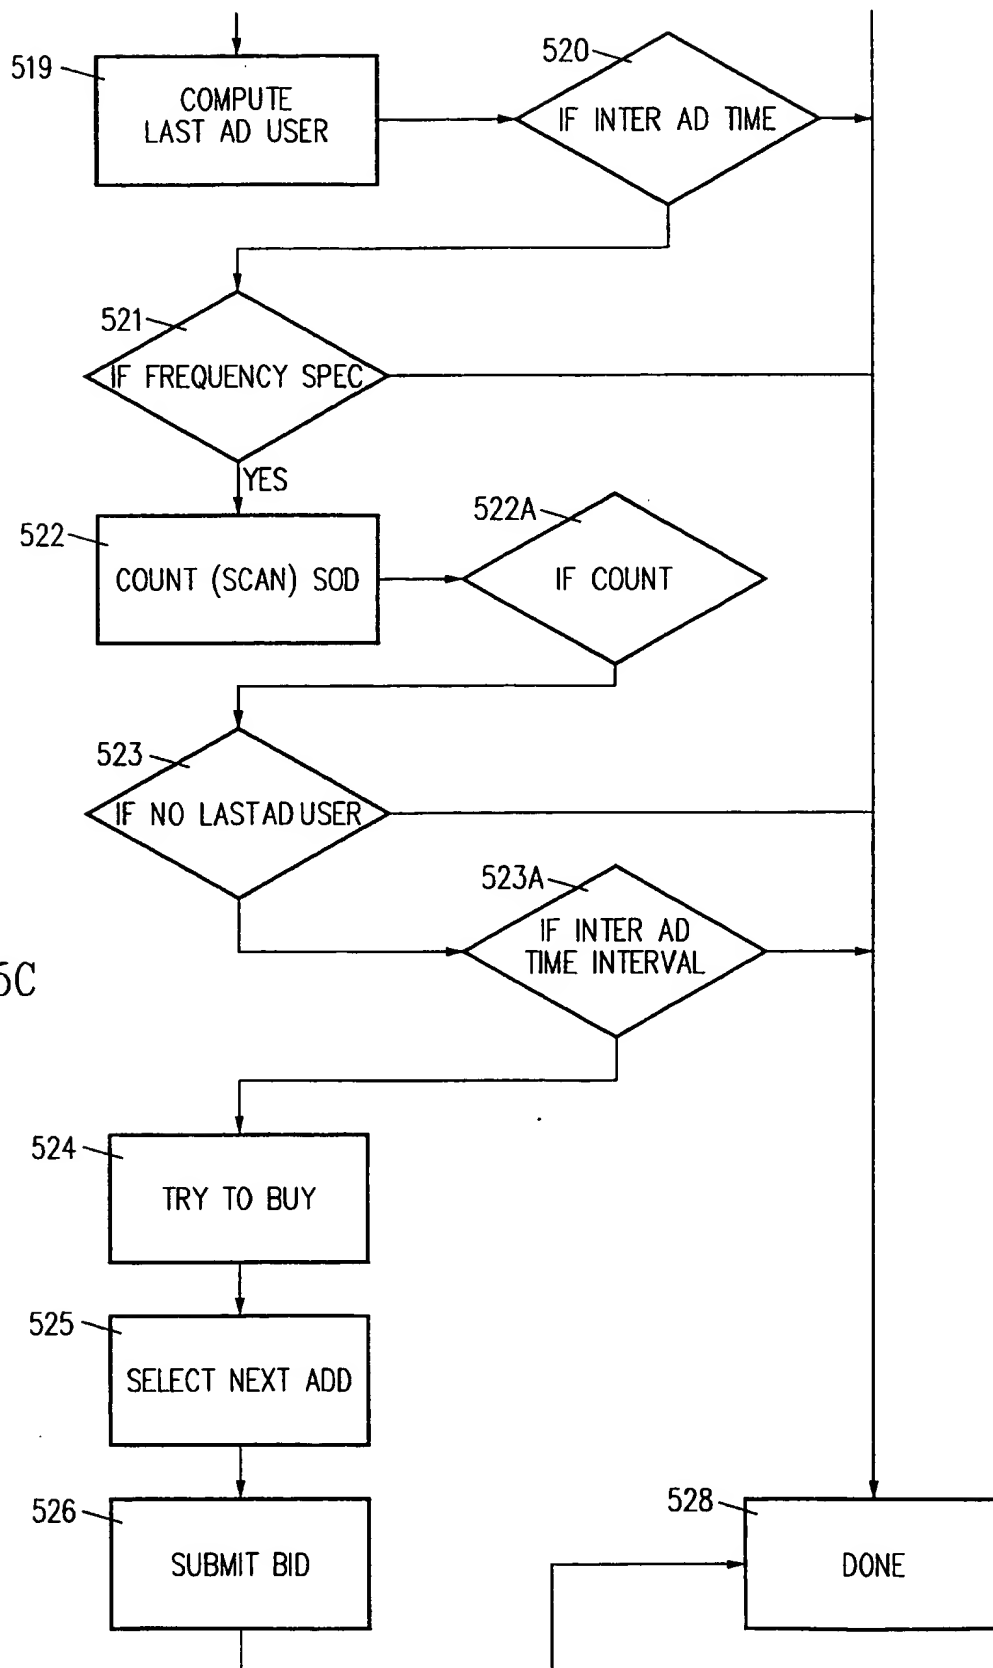 519
COMPUTE
LAST AD USER
520
IF INTER AD TIME
521
IF FREQUENCY SPEC
YES
522
COUNT (SCAN) SOD
522A
IF COUNT
523
IF NO LAST AD USER
523A
IF INTER AD
TIME INTERVAL
5C
524
TRY TO BUY
525
SELECT NEXT ADD
526
SUBMIT BID
528
DONE